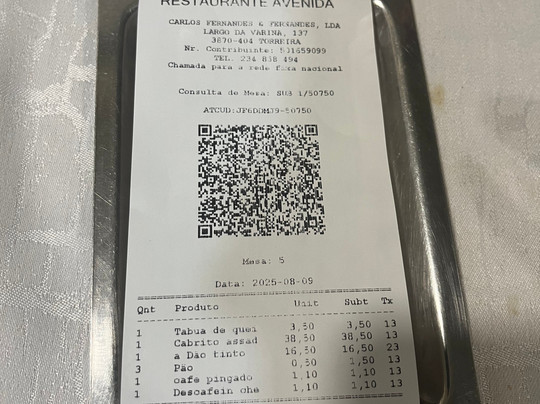 RESTAURANTE AVENIDA
CARLOS FERNANDES & FERNANDES, LDA
LARGO DA VARINA, 137
3870-404 TORREIRA
Nr. Contribuinte: 501659099
TEL. 234 838 494
Chamada para a rede fixa nacional
Consulta de Mesa: SUB 1/50750
ATCUD:JF6DDMJ9-50750
Mesa: 5
Data: 2025-08-09
Qnt Produto Unit Subt Tx
1 Tabua de quei 3,50 3,50 13
1 Cabrito assad 38,50 38,50 13
1 a Dão tinto 16,50 16,50 23
3 Pão 0,50 1,50 13
1 cafe pingado 1,10 1,10 13
1 Descafein che 1,10 1,10 13